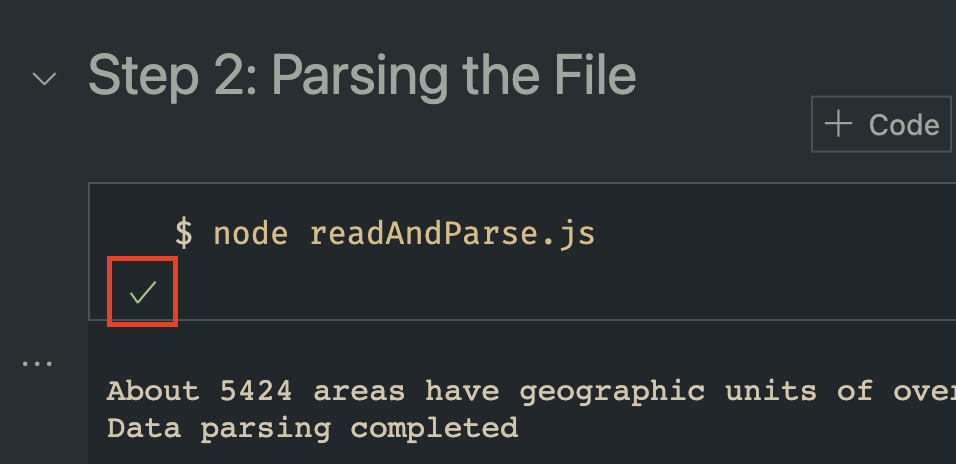 Step 2: Parsing the File
+ Code
$ node readAndParse.js
About 5424 areas have geographic units of over
Data parsing completed